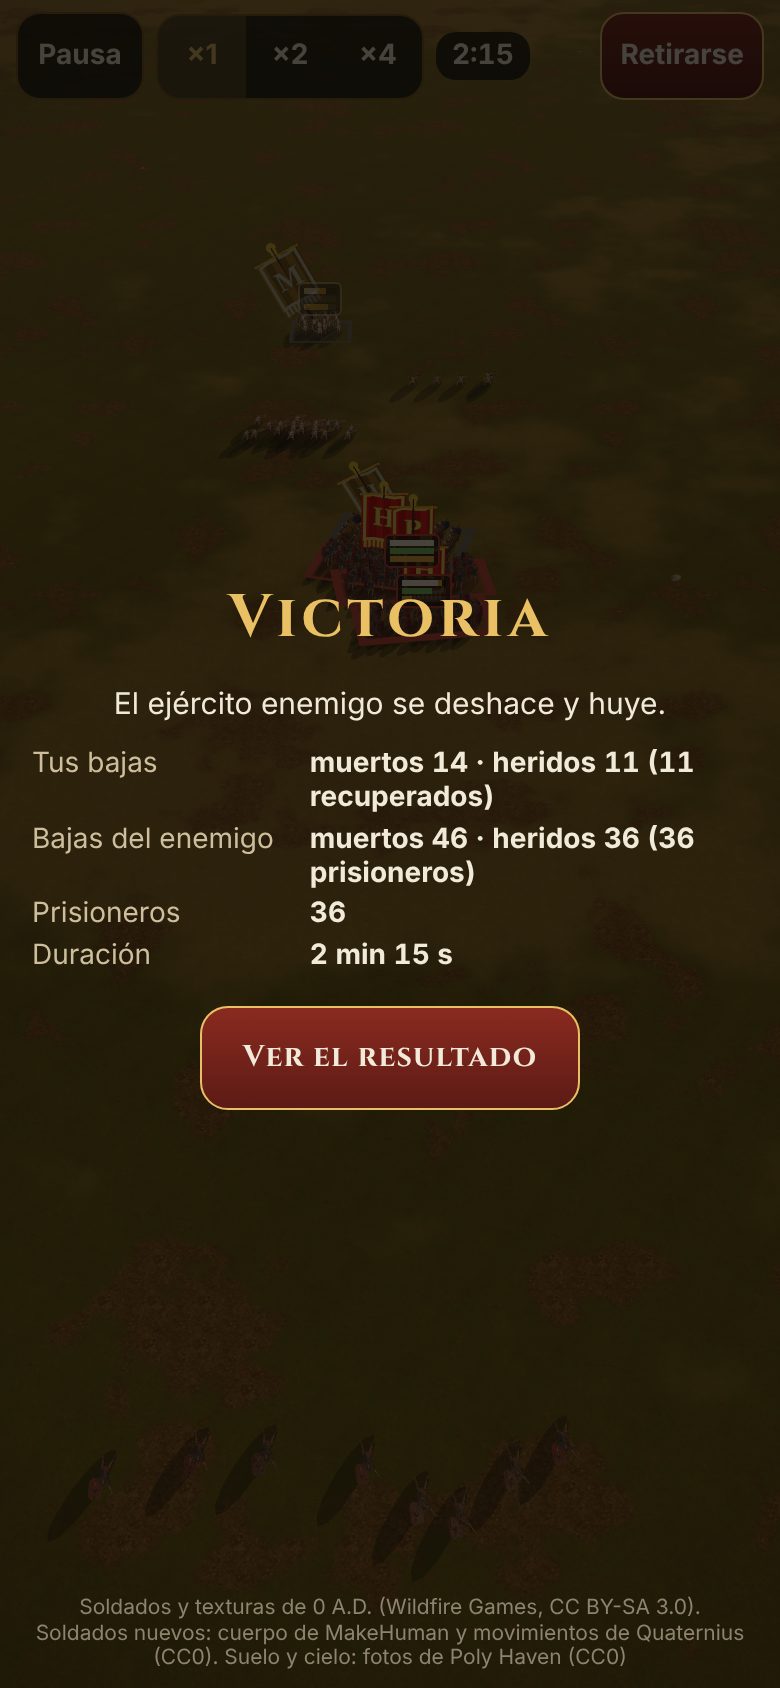 Pausa ×1 ×2 ×4 2:15 Retirarse
M
H P
VICTORIA
El ejército enemigo se deshace y huye.
Tus bajas muertos 14 · heridos 11 (11
recuperados)
Bajas del enemigo muertos 46 · heridos 36 (36
prisioneros)
Prisioneros 36
Duración 2 min 15 s
VER EL RESULTADO
Soldados y texturas de 0 A.D. (Wildfire Games, CC BY-SA 3.0).
Soldados nuevos: cuerpo de MakeHuman y movimientos de Quaternius
(CC0). Suelo y cielo: fotos de Poly Haven (CC0)